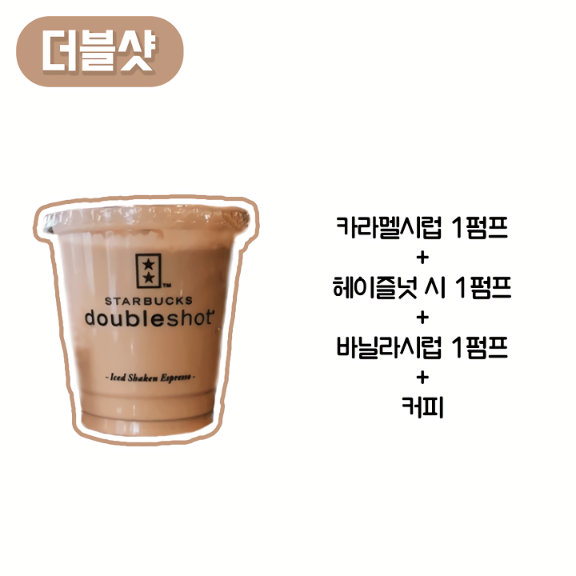 더블샷
STARBUCKS
doubleshot
- Iced Shaken Espresso -
카라멜시럽 1펌프
+
헤이즐넛 시 1펌프
+
바닐라시럽 1펌프
+
커피